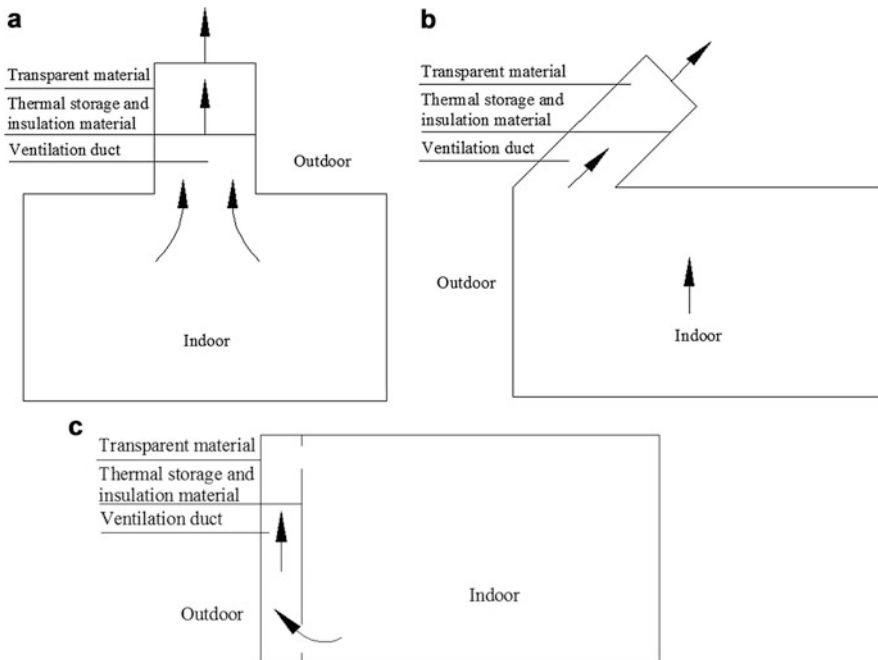 a
Transparent material
Thermal storage and
insulation material
Ventilation duct
Outdoor
Indoor
b
Transparent material
Thermal storage and
insulation material
Ventilation duct
Outdoor
Indoor
c
Transparent material
Thermal storage and
insulation material
Ventilation duct
Outdoor
Indoor